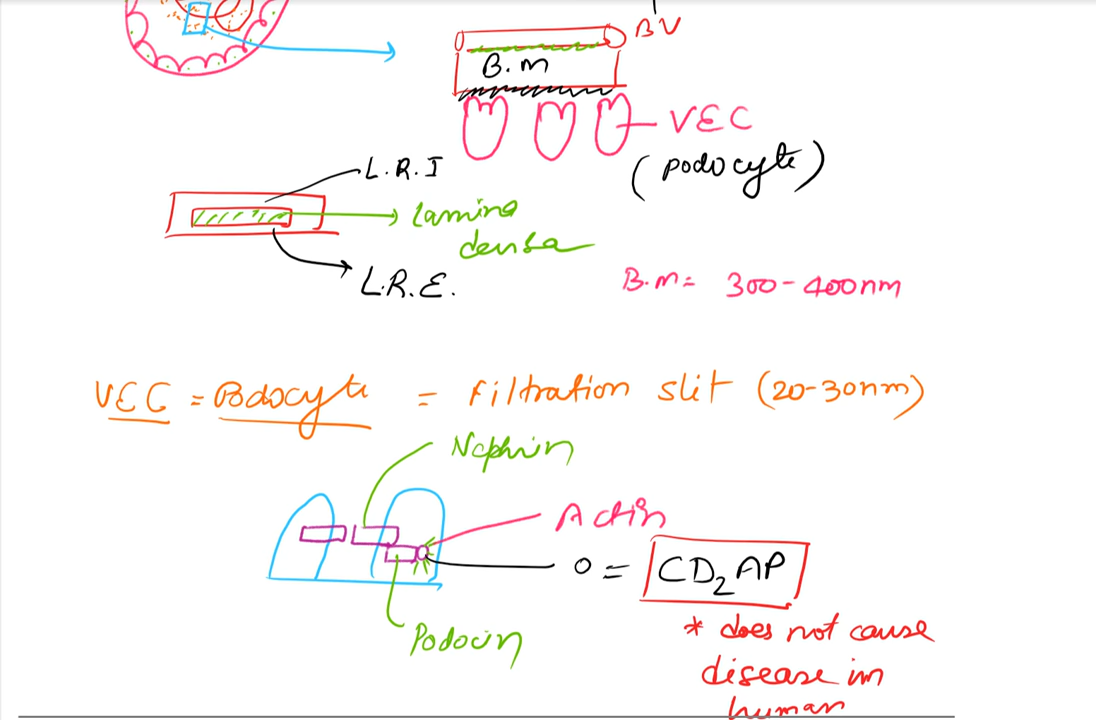 BV
B.m
VEC
(podocyte)
L.R.I
Lamina
densa
L.R.E.
B.m= 300-400nm
VEC = Podocyte = Filtration slit (20-30nm)
Nephrin
Actin
o = CD₂AP
Podocin
* does not cause
disease in
human